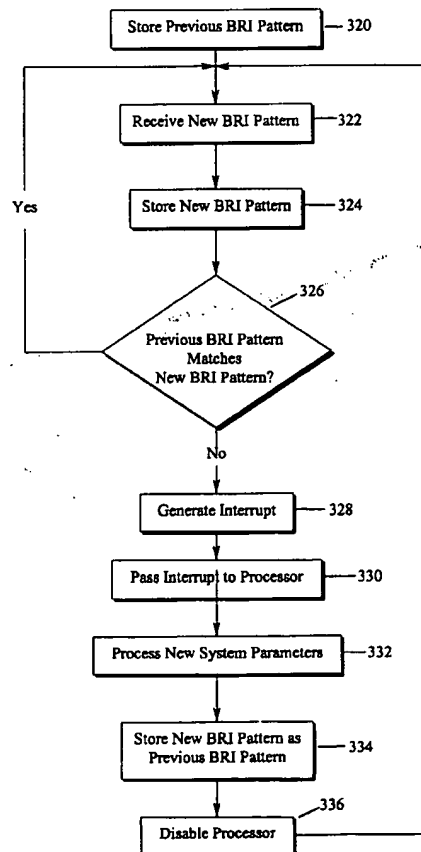 Store Previous BRI Pattern
320
Receive New BRI Pattern
322
Yes
Store New BRI Pattern
324
326
Previous BRI Pattern
Matches
New BRI Pattern?
No
Generate Interrupt
328
Pass Interrupt to Processor
330
Process New System Parameters
332
Store New BRI Pattern as
Previous BRI Pattern
334
336
Disable Processor